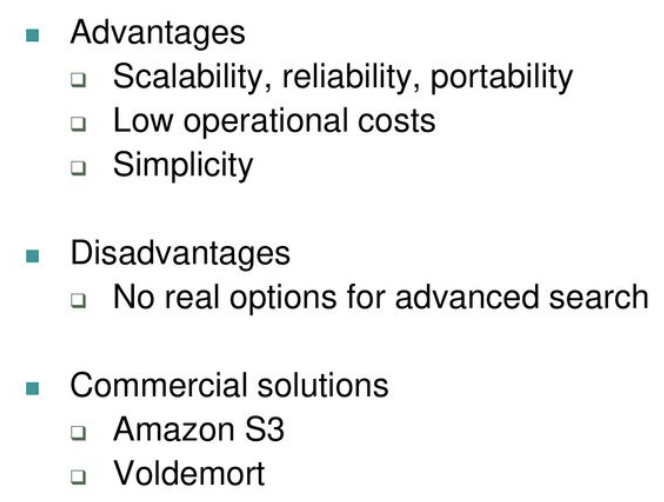 Advantages
Scalability, reliability, portability
Low operational costs
Simplicity
Disadvantages
No real options for advanced search
Commercial solutions
Amazon S3
Voldemort